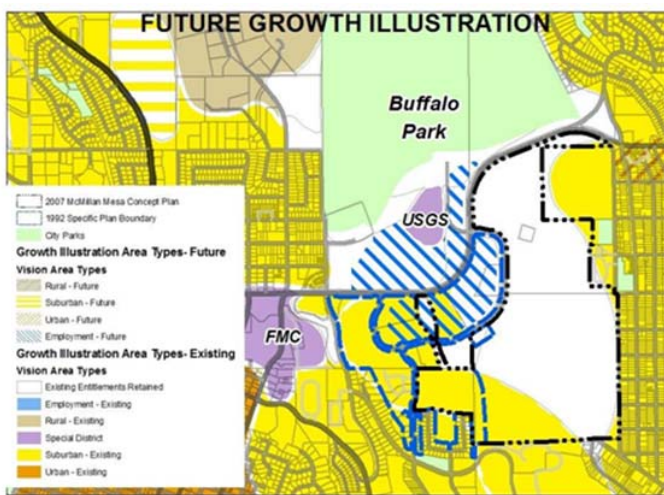 FUTURE GROWTH ILLUSTRATION
Buffalo
Park
USGS
FMC
2007 McMillan Mesa Concept Plan
1992 Specific Plan Boundary
City Parks
Growth Illustration Area Types- Future
Vision Area Types
Rural - Future
Suburban - Future
Urban - Future
Employment - Future
Growth Illustration Area Types- Existing
Vision Area Types
Existing Entitlements Retained
Employment - Existing
Rural - Existing
Special District
Suburban - Existing
Urban - Existing